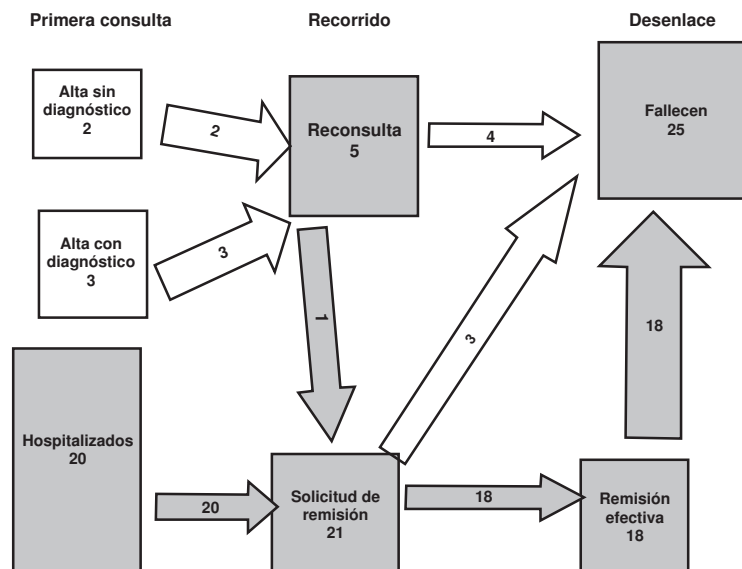 Primera consulta
Recorrido
Desenlace
Alta sin
diagnóstico
2
2
Reconsulta
5
4
Fallecen
25
Alta con
diagnóstico
3
3
1
3
18
Hospitalizados
20
20
Solicitud de
remisión
21
18
Remisión
efectiva
18